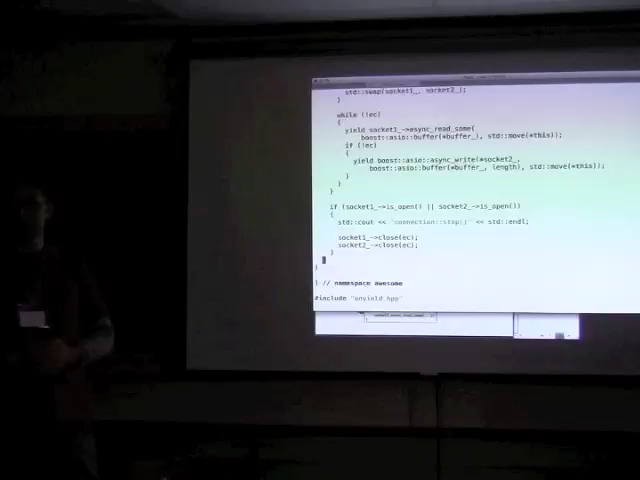 std::swap(socket1_, socket2_);
}
while (!ec)
{
yield socket1_->async_read_some(
boost::asio::buffer(*buffer_), std::move(*this));
if (!ec)
{
yield boost::asio::async_write(*socket2_,
boost::asio::buffer(*buffer_, length), std::move(*this));
}
}
}
if (socket1_->is_open() || socket2_->is_open())
{
std::cout << "connection::stop()" << std::endl;
socket1_->close(ec);
socket2_->close(ec);
}
}
} // namespace awesome
#include "unyield.hpp"